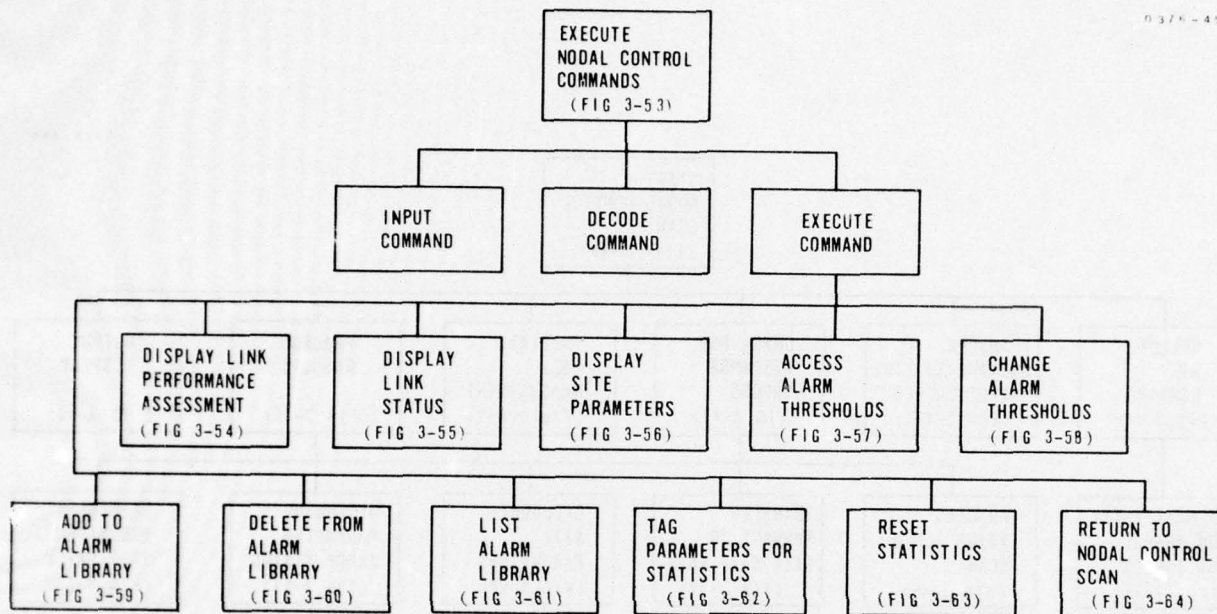 EXECUTE
NODAL CONTROL
COMMANDS
(FIG 3-53)
INPUT
COMMAND
DECODE
COMMAND
EXECUTE
COMMAND
DISPLAY LINK
PERFORMANCE
ASSESSMENT
(FIG 3-54)
DISPLAY
LINK
STATUS
(FIG 3-55)
DISPLAY
SITE
PARAMETERS
(FIG 3-56)
ACCESS
ALARM
THRESHOLDS
(FIG 3-57)
CHANGE
ALARM
THRESHOLDS
(FIG 3-58)
ADD TO
ALARM
LIBRARY
(FIG 3-59)
DELETE FROM
ALARM
LIBRARY
(FIG 3-60)
LIST
ALARM
LIBRARY
(FIG 3-61)
TAG
PARAMETERS FOR
STATISTICS
(FIG 3-62)
RESET
STATISTICS
(FIG 3-63)
RETURN TO
NODAL CONTROL
SCAN
(FIG 3-64)